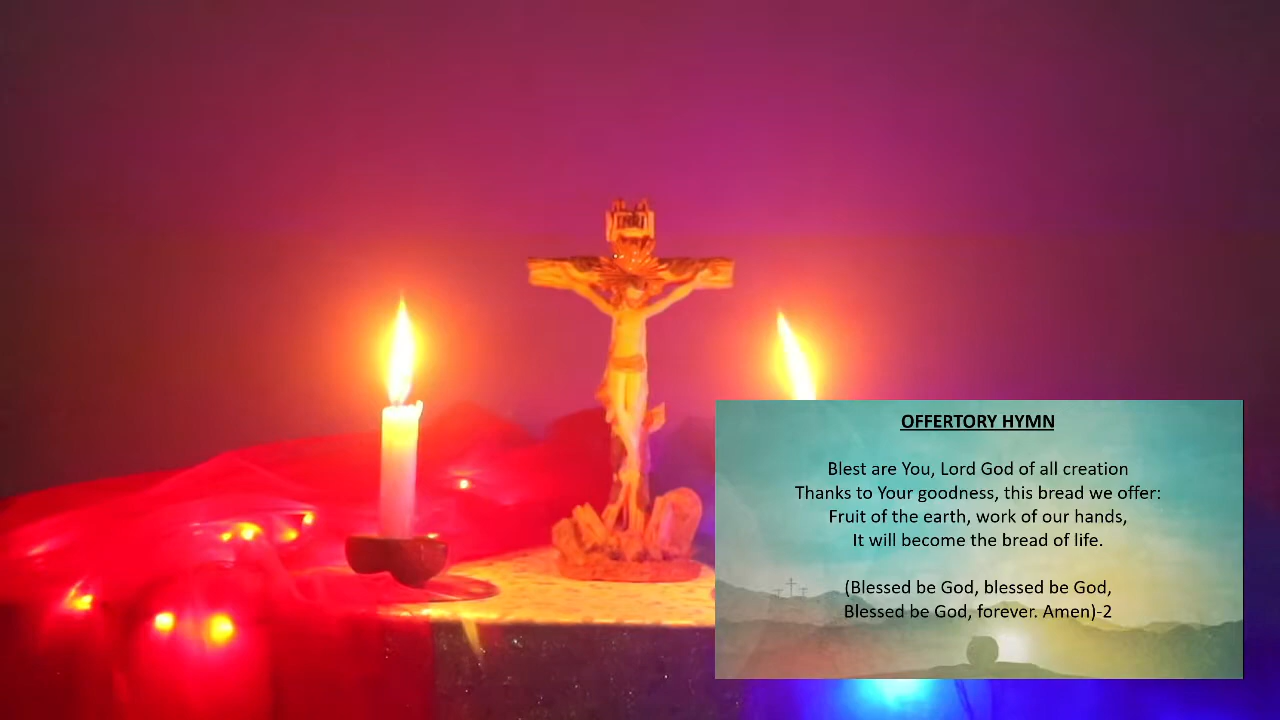 INRI
OFFERTORY HYMN
Blest are You, Lord God of all creation
Thanks to Your goodness, this bread we offer:
Fruit of the earth, work of our hands,
It will become the bread of life.
(Blessed be God, blessed be God,
Blessed be God, forever. Amen)-2